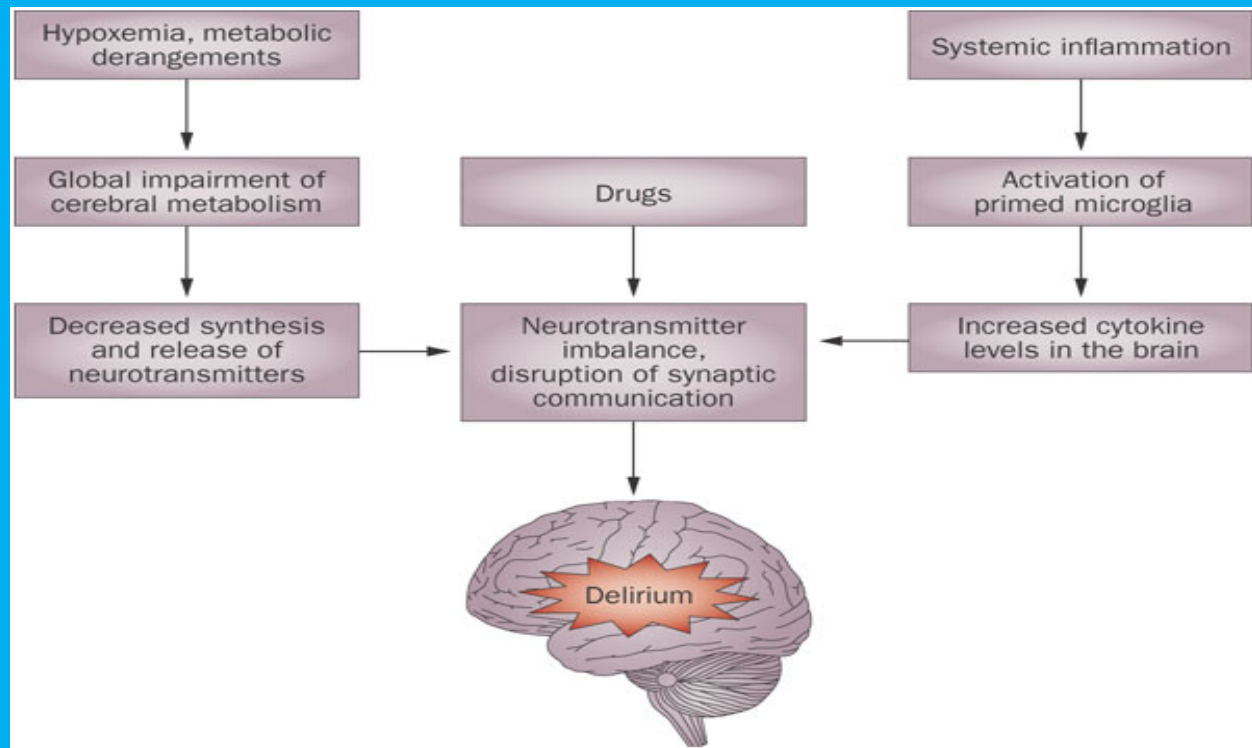 Hypoxemia, metabolic
derangements
Systemic inflammation
Global impairment of
cerebral metabolism
Drugs
Activation of
primed microglia
Decreased synthesis
and release of
neurotransmitters
Neurotransmitter
imbalance,
disruption of synaptic
communication
Increased cytokine
levels in the brain
Delirium